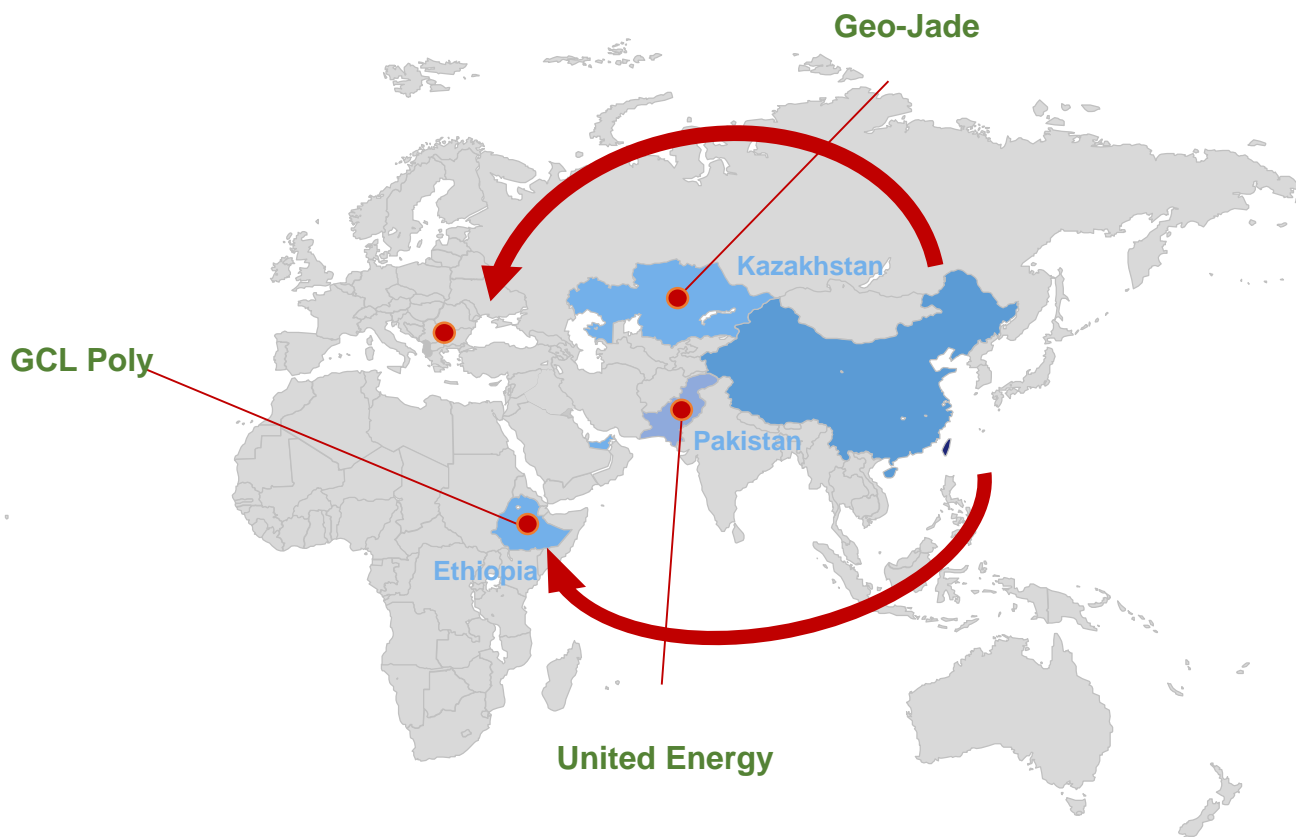 Geo-Jade
Kazakhstan
GCL Poly
Pakistan
Ethiopia
United Energy